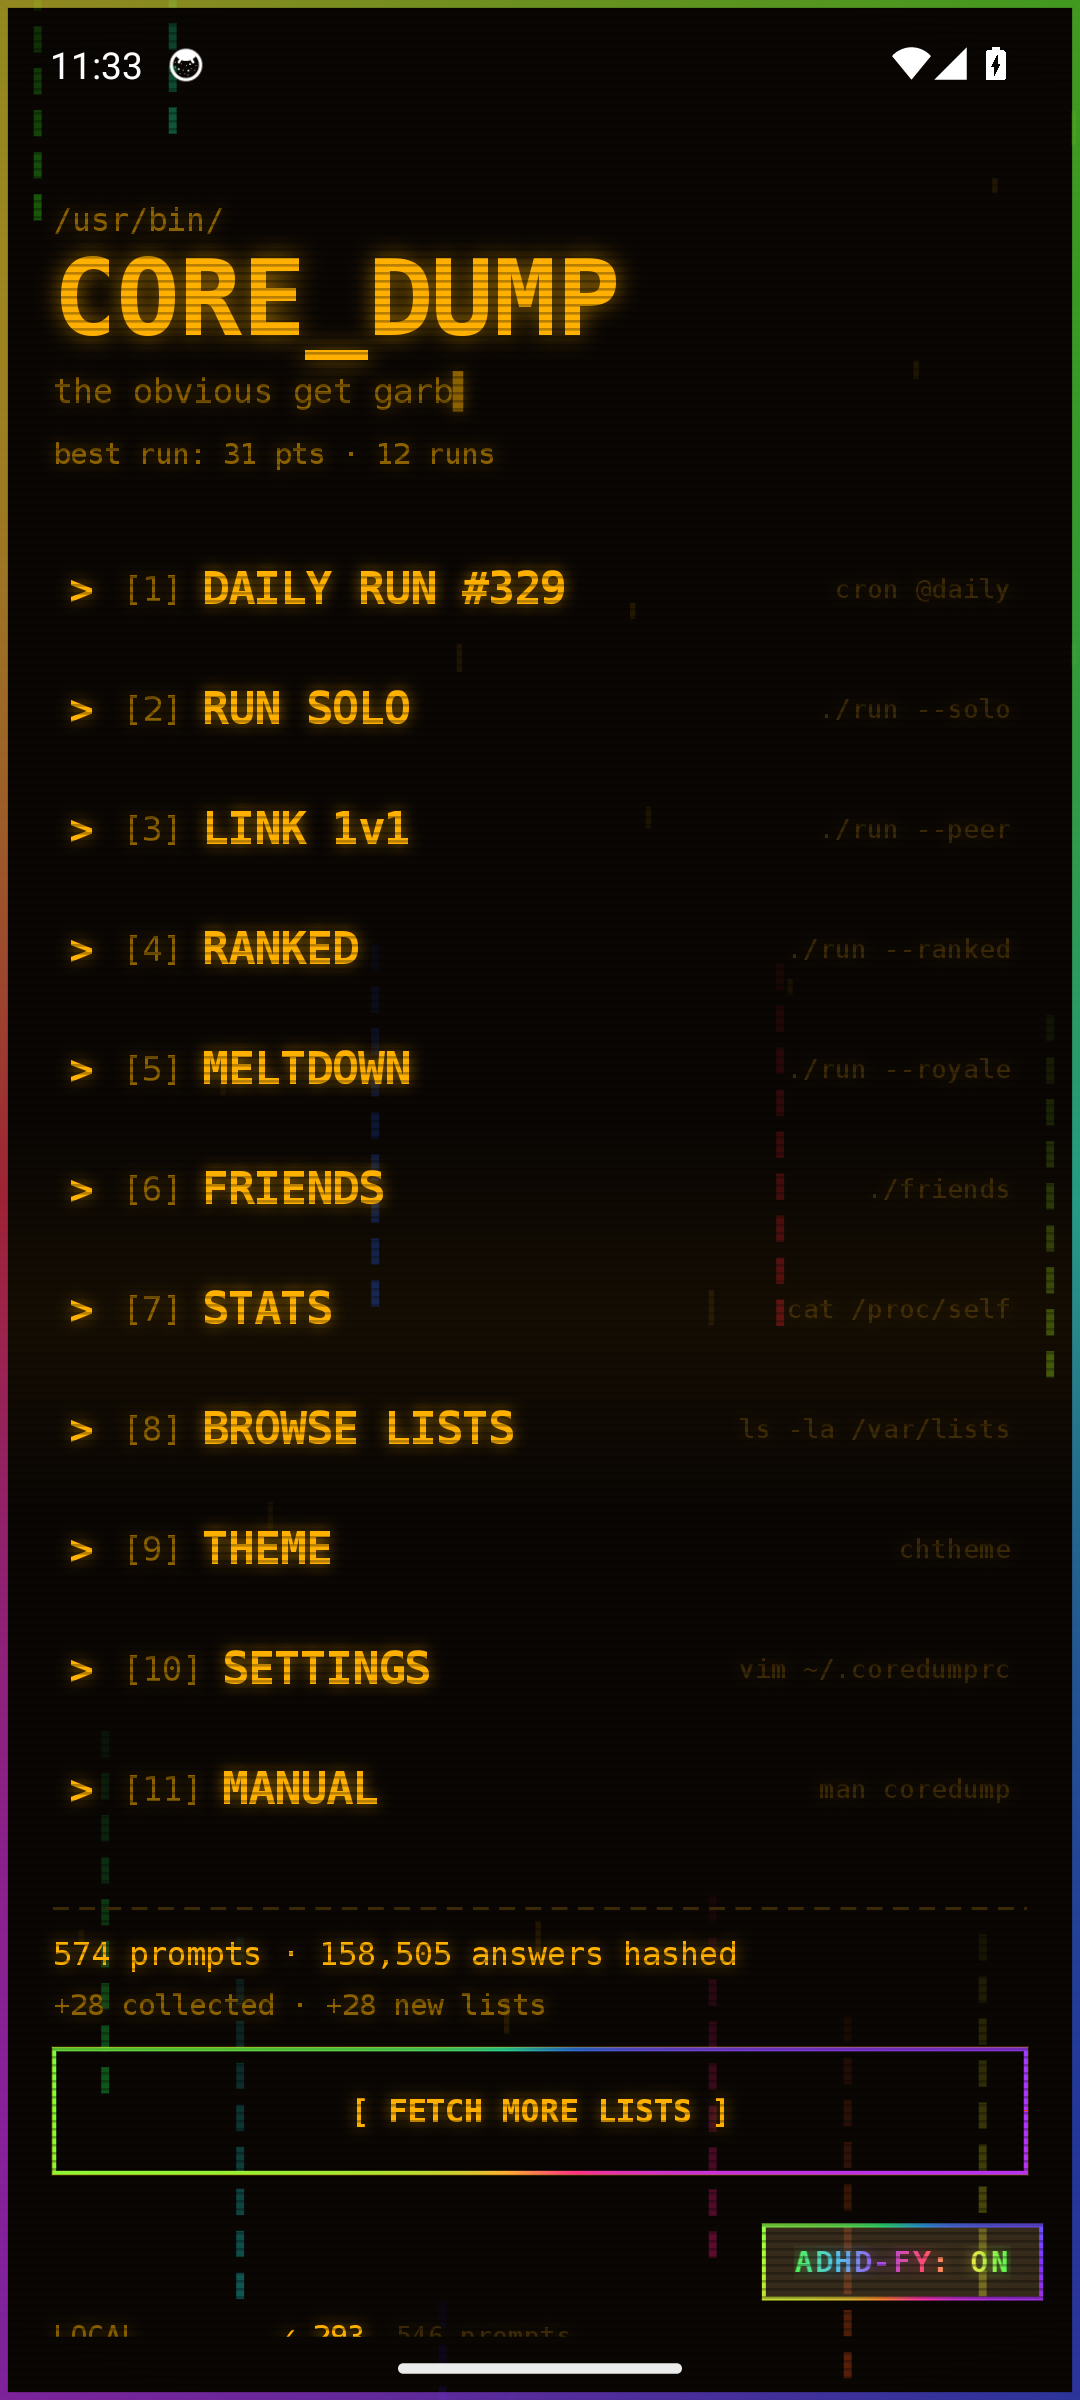 11:33
/usr/bin/
CORE_DUMP
the obvious get garb
best run: 31 pts · 12 runs
> [1] DAILY RUN #329 cron @daily
> [2] RUN SOLO ./run --solo
> [3] LINK 1v1 ./run --peer
> [4] RANKED ./run --ranked
> [5] MELTDOWN ./run --royale
> [6] FRIENDS ./friends
> [7] STATS cat /proc/self
> [8] BROWSE LISTS ls -la /var/lists
> [9] THEME chtheme
> [10] SETTINGS vim ~/.coredumprc
> [11] MANUAL man coredump
574 prompts · 158,505 answers hashed
+28 collected · +28 new lists
[ FETCH MORE LISTS ]
ADHD-FY: ON
LOCAL 293 546 prompts